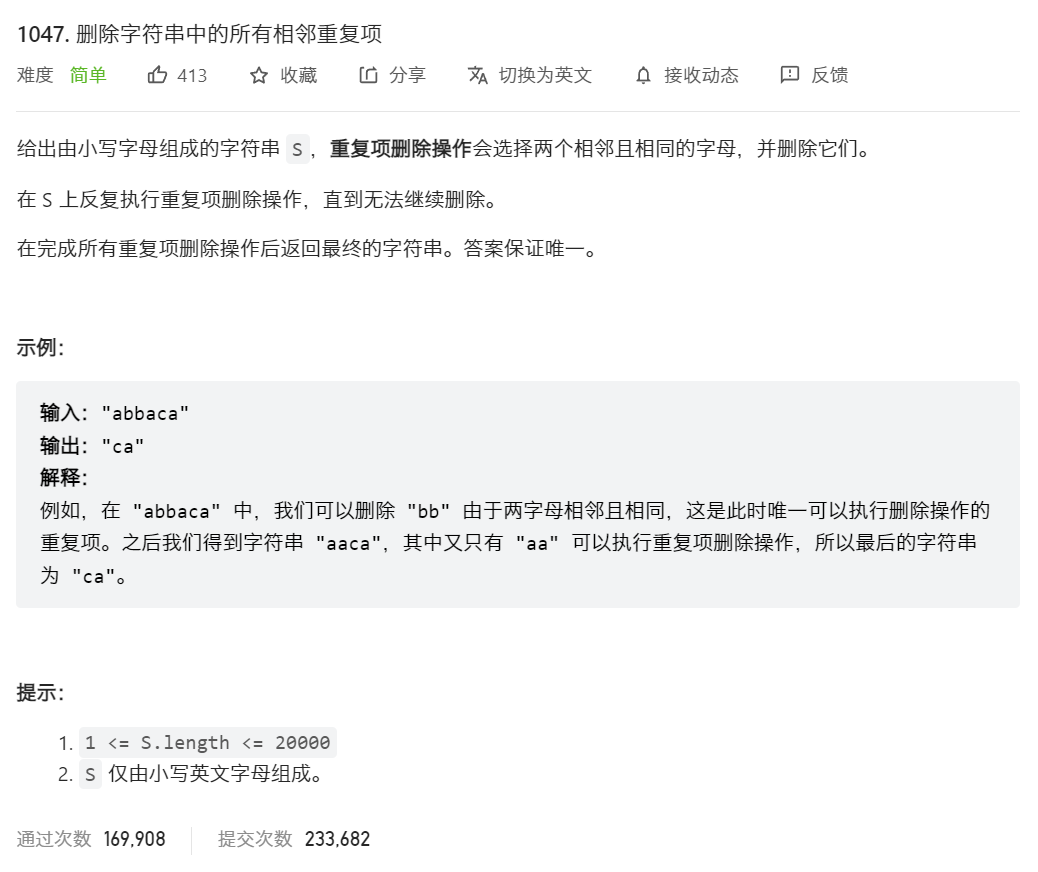 1047. 删除字符串中的所有相邻重复项
难度 简单 413 收藏 分享 切换为英文 接收动态 反馈
给出由小写字母组成的字符串 S，重复项删除操作会选择两个相邻且相同的字母，并删除它们。
在 S 上反复执行重复项删除操作，直到无法继续删除。
在完成所有重复项删除操作后返回最终的字符串。答案保证唯一。
示例：
输入："abbaca"
输出："ca"
解释：
例如，在 "abbaca" 中，我们可以删除 "bb" 由于两字母相邻且相同，这是此时唯一可以执行删除操作的
重复项。之后我们得到字符串 "aaca"，其中又只有 "aa" 可以执行重复项删除操作，所以最后的字符串
为 "ca"。
提示：
1. 1 <= S.length <= 20000
2. S 仅由小写英文字母组成。
通过次数 169,908 提交次数 233,682